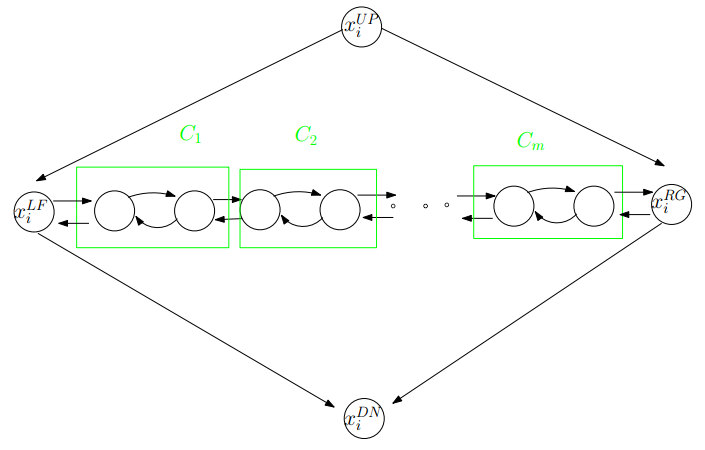 x_i^{UP}
C_1 C_2 C_m
x_i^{LF} x_i^{RG}
x_i^{DN}